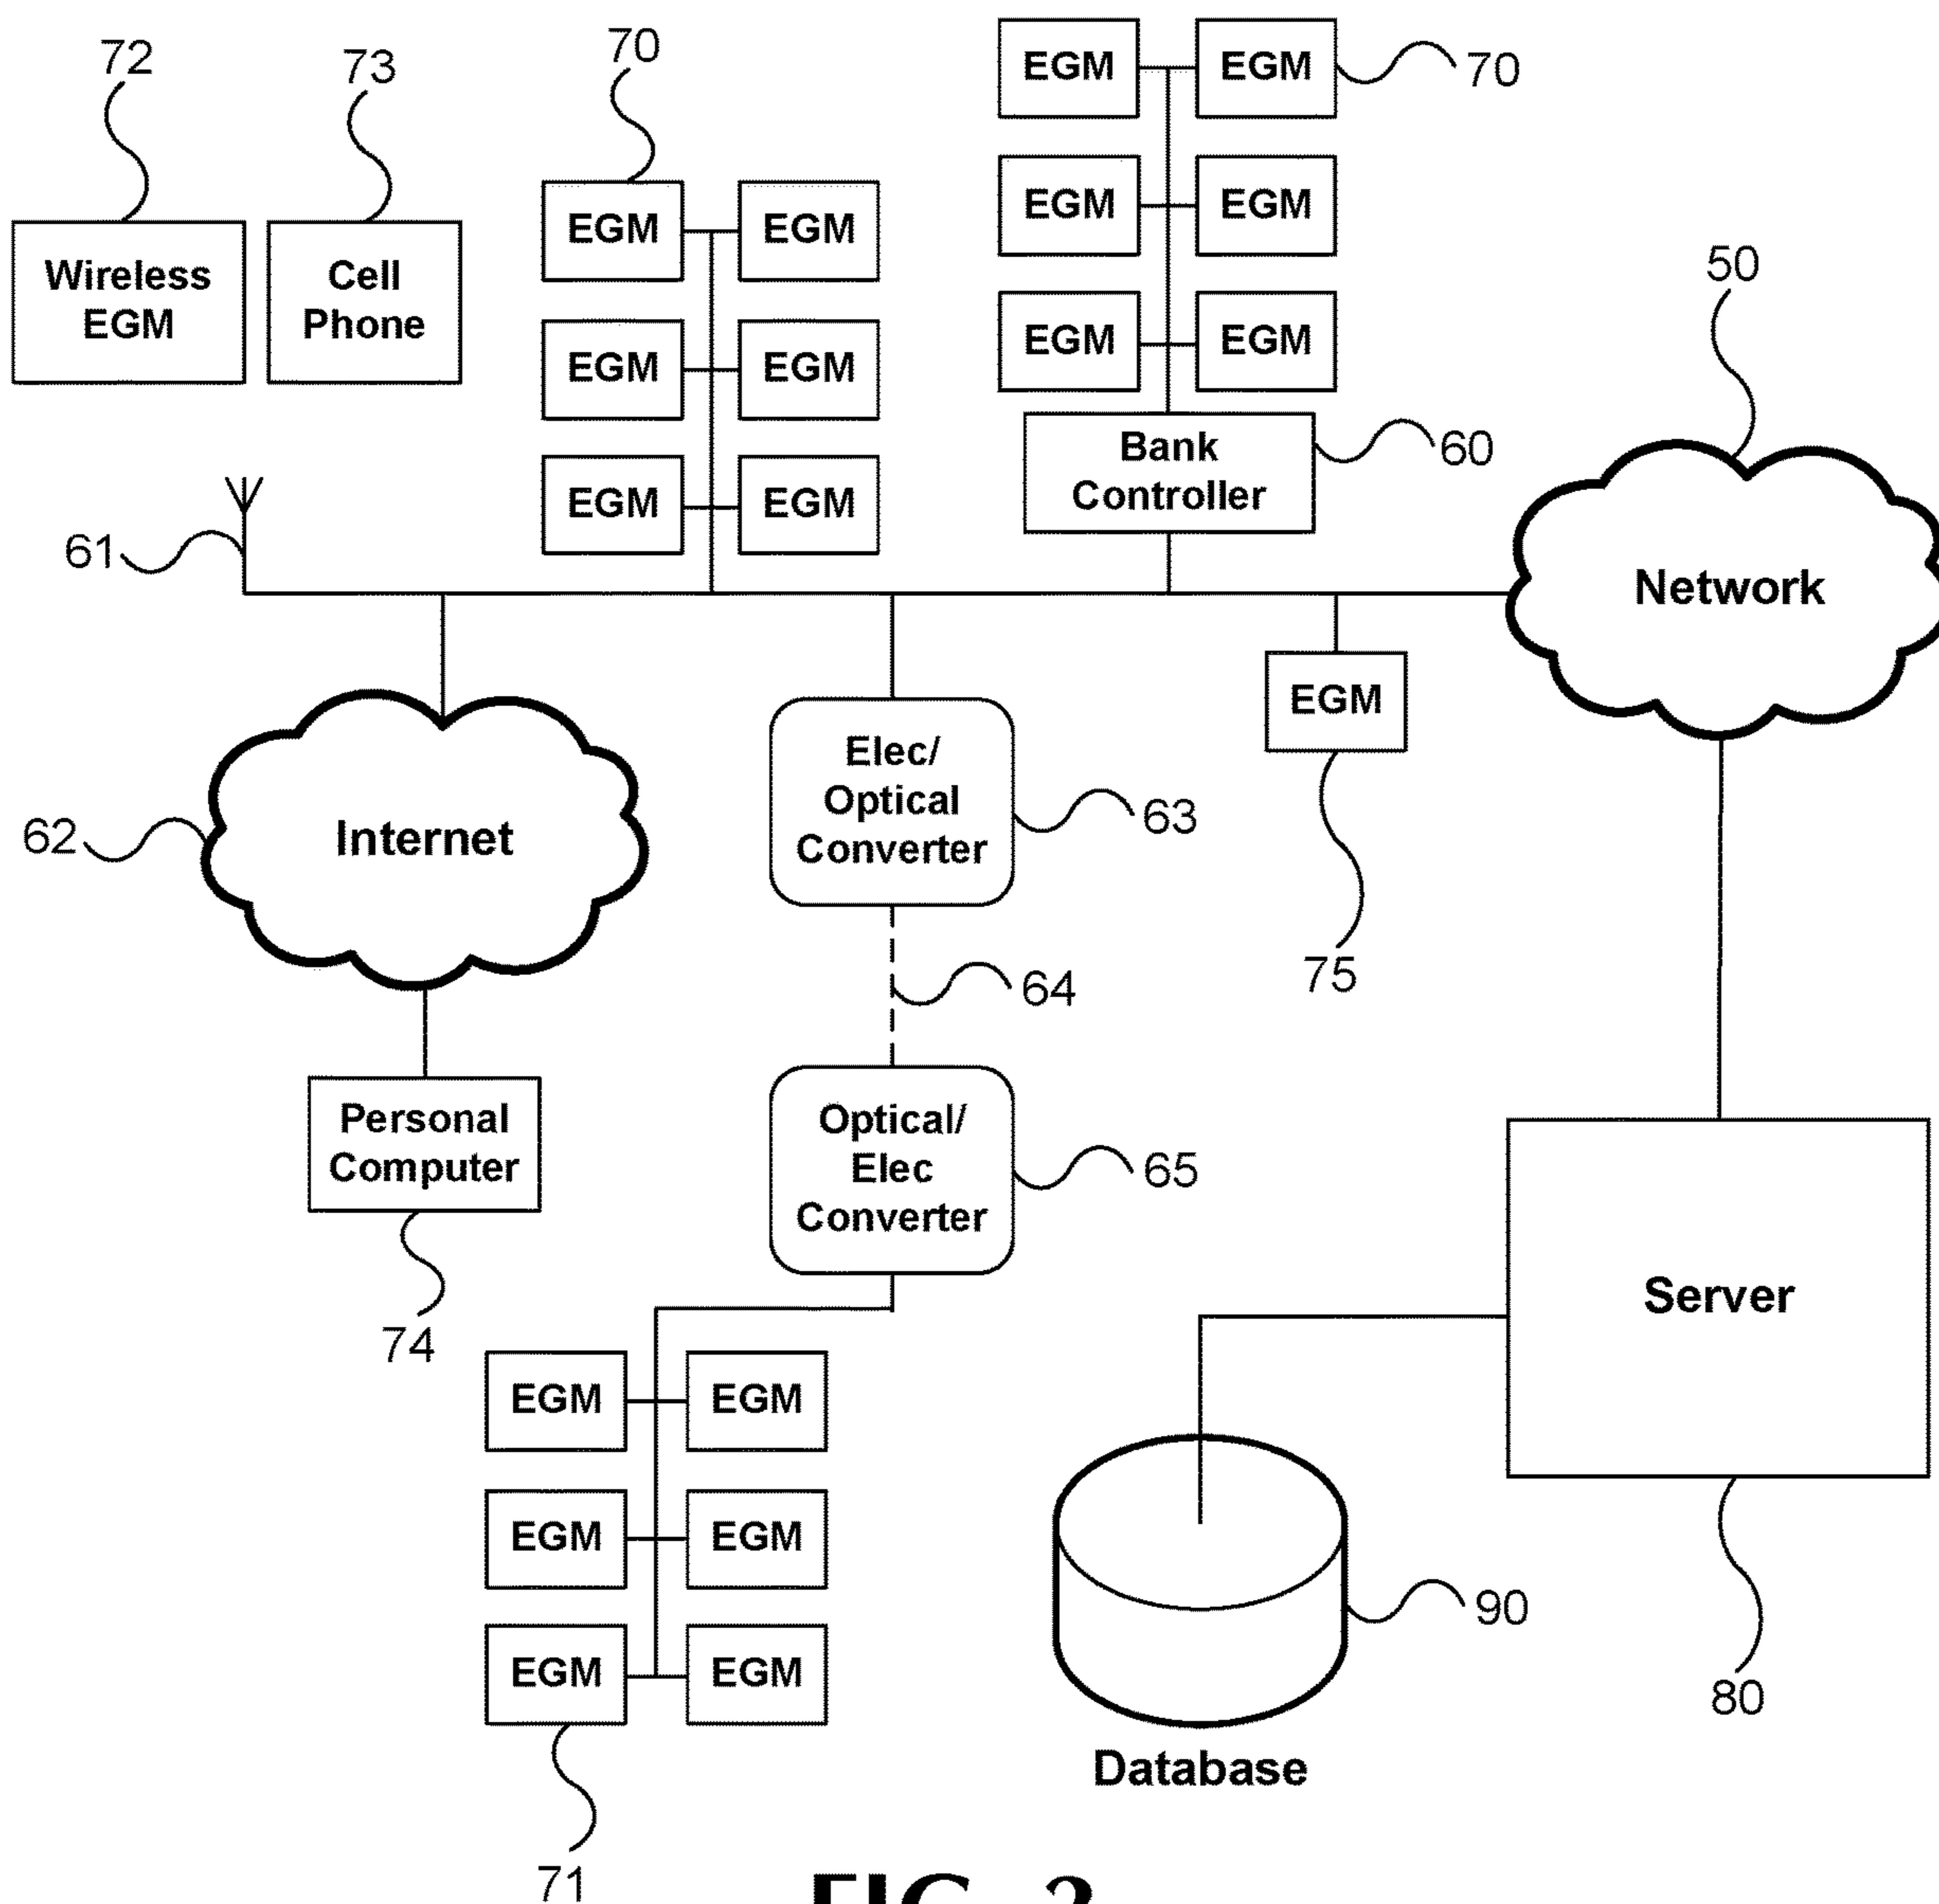 72
73
70
EGM
EGM
70
Wireless
EGM
Cell
Phone
EGM
EGM
EGM
EGM
EGM
EGM
EGM
EGM
EGM
EGM
50
Bank
Controller
60
61
Network
EGM
75
Internet
62
Elec/
Optical
Converter
63
64
Personal
Computer
74
Optical/
Elec
Converter
65
Server
80
EGM
EGM
EGM
EGM
EGM
EGM
71
90
Database
FIG. 2